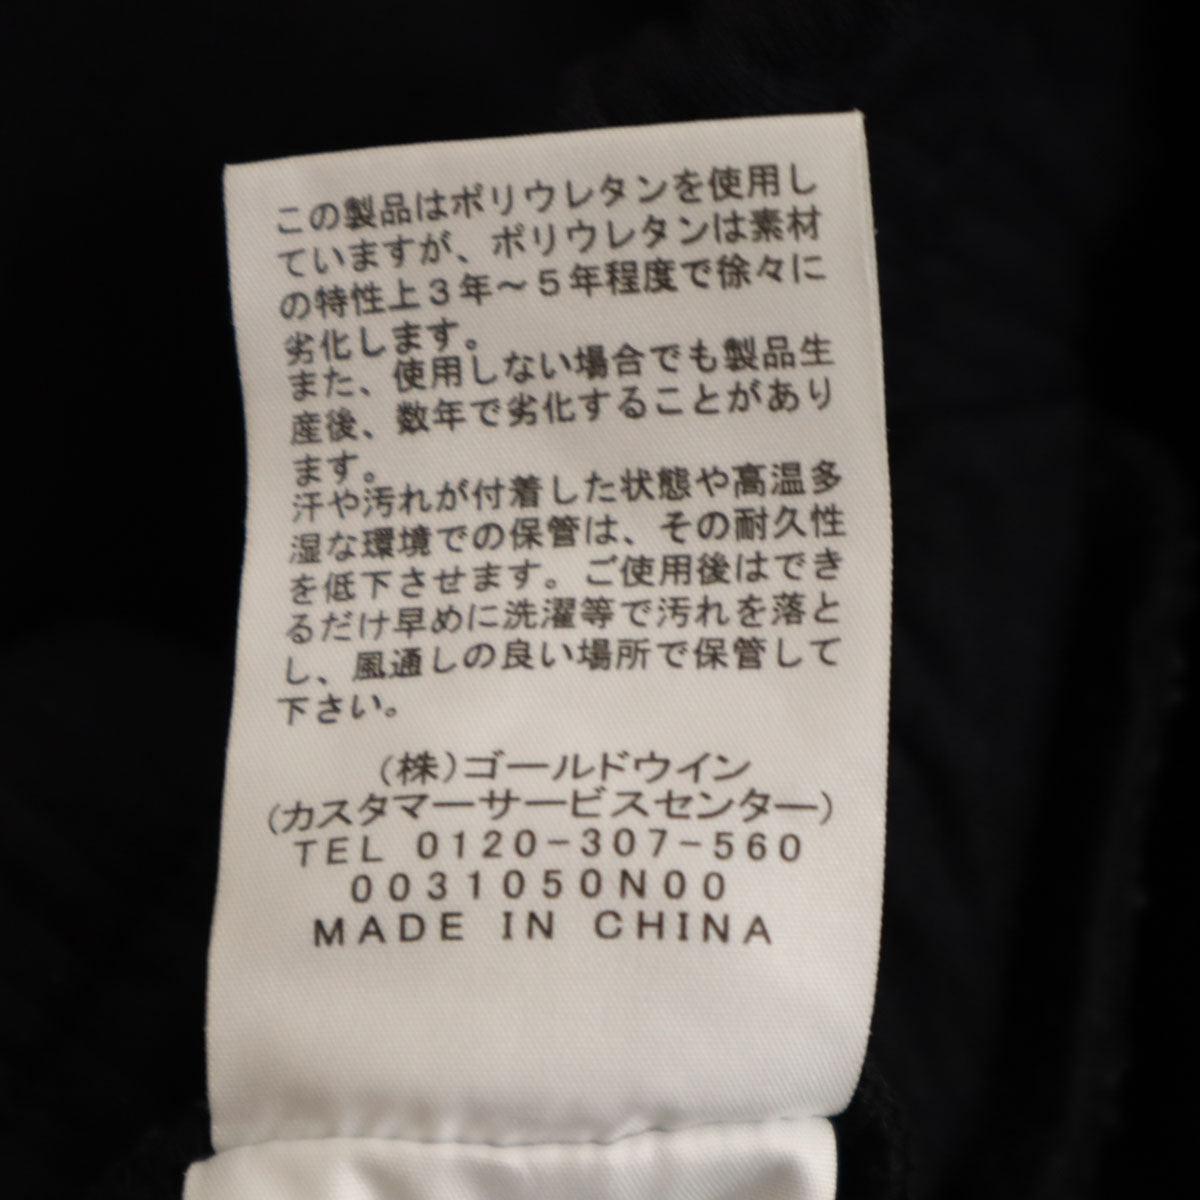 この製品はポリウレタンを使用し
ていますが、ポリウレタンは素材
の特性上３年～５年程度で徐々に
劣化します。
また、使用しない場合でも製品生
産後、数年で劣化することがあり
ます。
汗や汚れが付着した状態や高温多
湿な環境での保管は、その耐久性
を低下させます。ご使用後はでき
るだけ早めに洗濯等で汚れを落と
し、風通しの良い場所で保管して
下さい。
(株)ゴールドウイン
(カスタマーサービスセンター)
TEL 0120-307-560
0031050N00
MADE IN CHINA